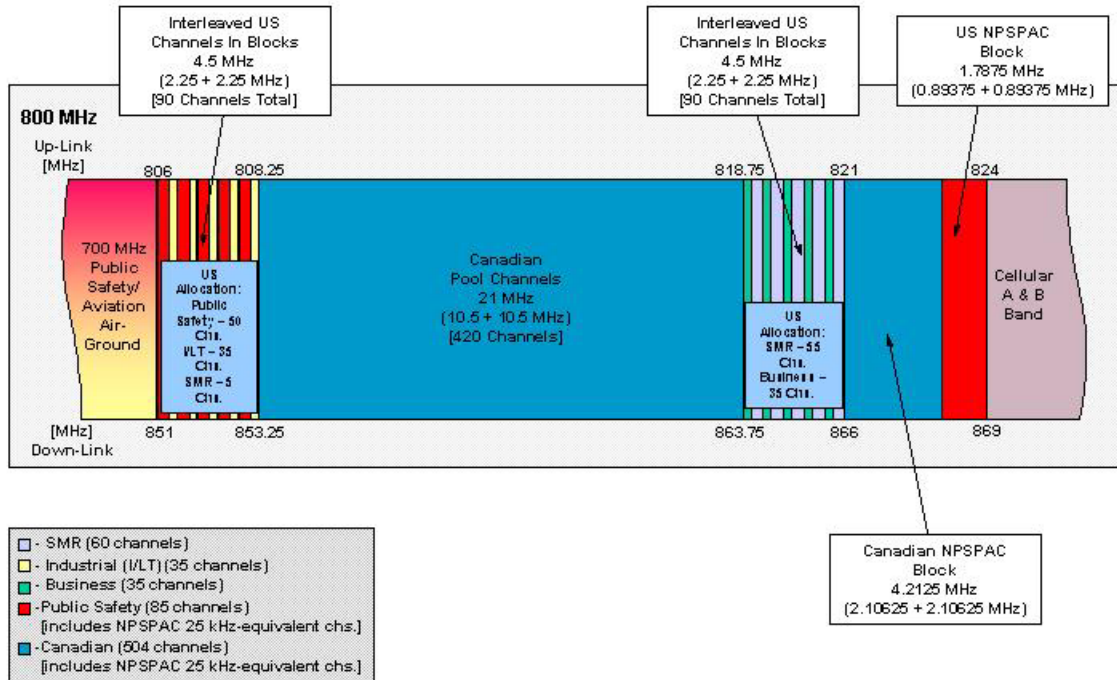 Interleaved US
Channels In Blocks
4.5 MHz
(2.25 + 2.25 MHz)
[90 Channels Total]
Interleaved US
Channels In Blocks
4.5 MHz
(2.25 + 2.25 MHz)
[90 Channels Total]
US NPSPAC
Block
1.7875 MHz
(0.89375 + 0.89375 MHz)
800 MHz
Up-Link
[MHz]
806
808.25
818.75
821
824
700 MHz
Public
Safety/
Aviation
Air-
Ground
US
Allocation:
Public
Safety – 50
Chs.
I/LT – 35
Chs.
SMR – 5
Chs.
Canadian
Pool Channels
21 MHz
(10.5 + 10.5 MHz)
[420 Channels]
US
Allocation:
SMR – 55
Chs.
Business –
35 Chs.
Cellular
A & B
Band
[MHz]
Down-Link
851
853.25
863.75
866
869
Canadian NPSPAC
Block
4.2125 MHz
(2.10625 + 2.10625 MHz)
- SMR (60 channels)
- Industrial (I/LT) (35 channels)
- Business (35 channels)
-Public Safety (85 channels)
[includes NPSPAC 25 kHz-equivalent chs.]
-Canadian (504 channels)
[includes NPSPAC 25 kHz-equivalent chs.]